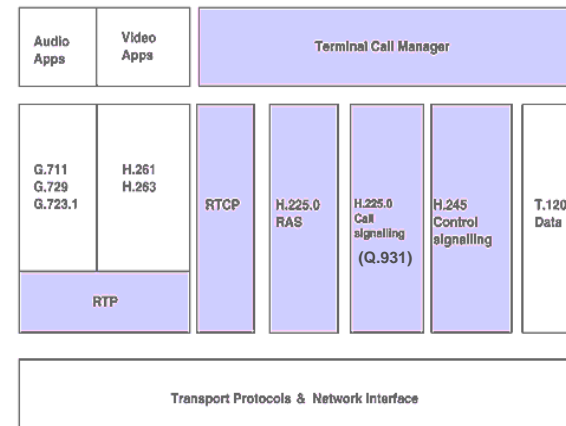 Audio
Apps
Video
Apps
Terminal Call Manager
G.711
G.729
G.723.1
H.261
H.263
RTCP
H.225.0
RAS
H.225.0
Call
signalling
(Q.931)
H.245
Control
signalling
T.120
Data
RTP
Transport Protocols & Network Interface